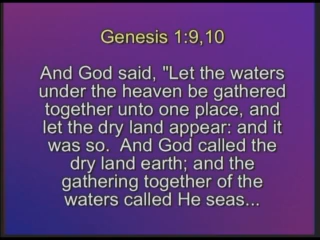 Genesis 1:9,10
And God said, "Let the waters
under the heaven be gathered
together unto one place, and
let the dry land appear: and it
was so.  And God called the
dry land earth; and the
gathering together of the
waters called He seas...